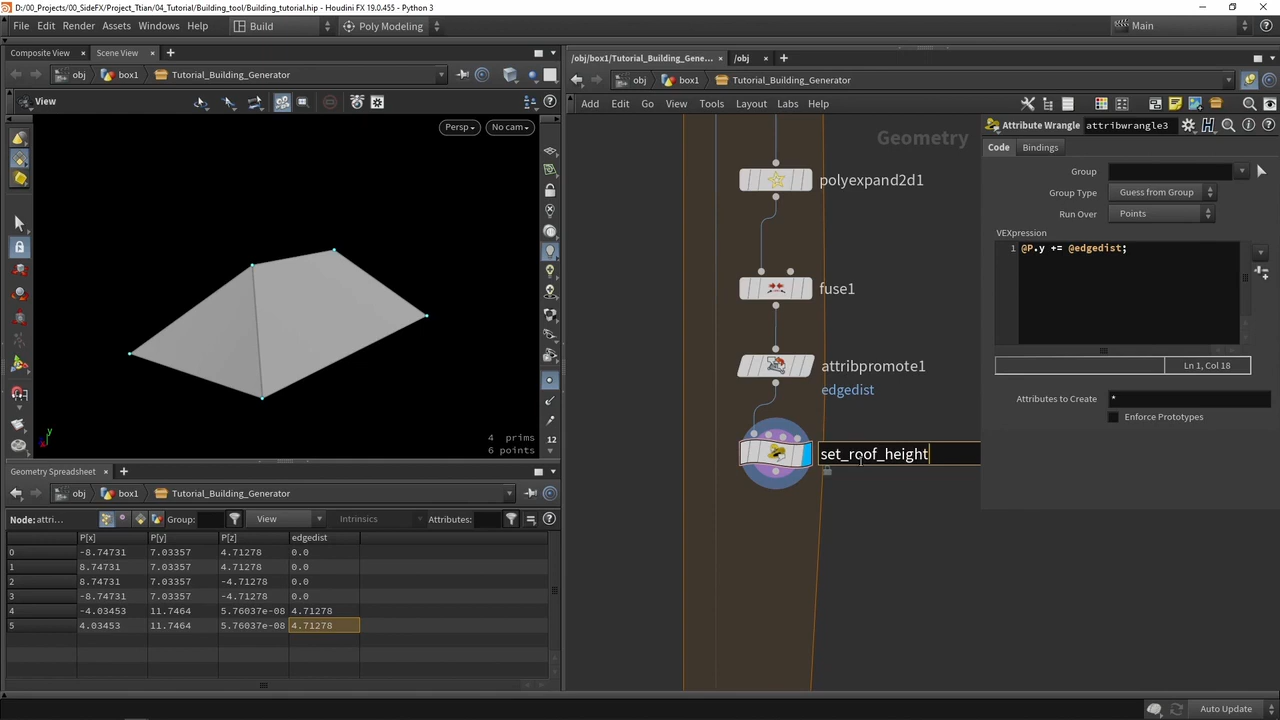 D:/00_Projects/00_SideFX/Project_Ttian/04_Tutorial/Building_tool/Building_tutorial.hip - Houdini FX 19.0.455 - Python 3
File Edit Render Assets Windows Help
Build
Poly Modeling
Main
Composite View
Scene View
/obj/box1/Tutorial_Building_Gene...
/obj
obj
box1
Tutorial_Building_Generator
obj
box1
Tutorial_Building_Generator
View
Add Edit Go View Tools Layout Labs Help
Persp
No cam
Geometry
Attribute Wrangle attribwrangle3
Code
Bindings
Group
Group Type
Guess from Group
Run Over
Points
VEXpression
1 @P.y += @edgedist;
Ln 1, Col 18
Attributes to Create
*
Enforce Prototypes
polyexpand2d1
fuse1
attribpromote1
edgedist
set_roof_height
4 prims
6 points
12
y
Geometry Spreadsheet
obj
box1
Tutorial_Building_Generator
Node: attri...
Group:
View
Intrinsics
Attributes:
P[x] P[y] P[z] edgedist
0 -8.74731 7.03357 4.71278 0.0
1 8.74731 7.03357 4.71278 0.0
2 8.74731 7.03357 -4.71278 0.0
3 -8.74731 7.03357 -4.71278 0.0
4 -4.03453 11.7464 5.76037e-08 4.71278
5 4.03453 11.7464 5.76037e-08 4.71278
Auto Update